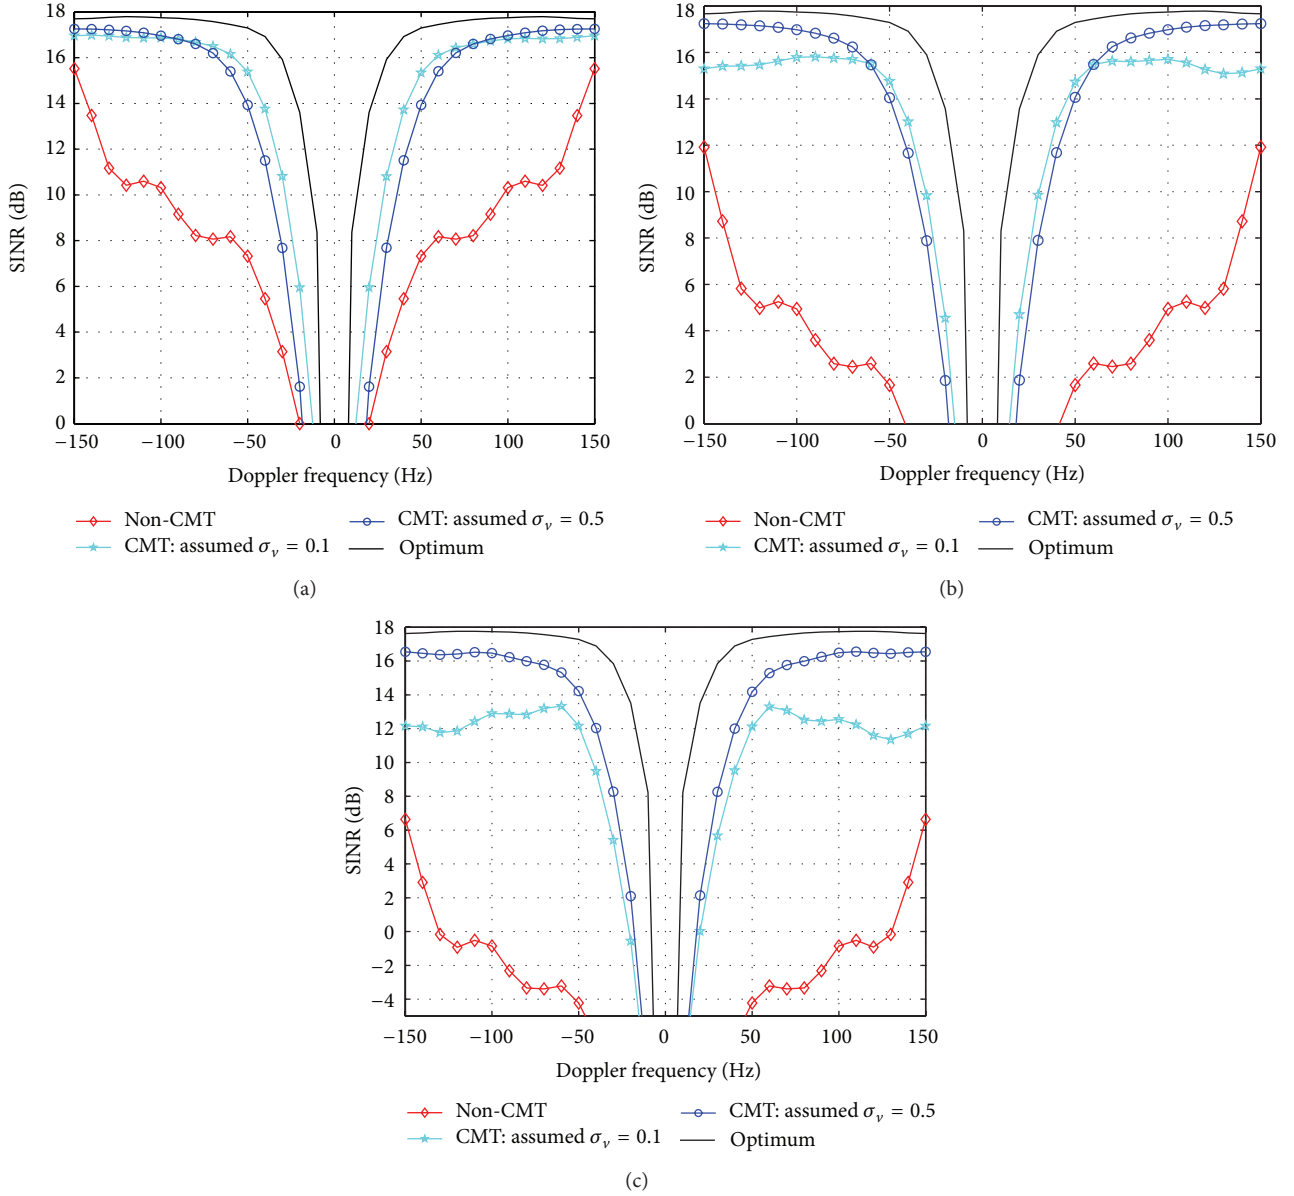 18
16
14
12
10
8
6
4
2
0
SINR (dB)
−150 −100 −50 0 50 100 150
Doppler frequency (Hz)
Non-CMT
CMT: assumed σv = 0.1
CMT: assumed σv = 0.5
Optimum
(a)
18
16
14
12
10
8
6
4
2
0
SINR (dB)
−150 −100 −50 0 50 100 150
Doppler frequency (Hz)
Non-CMT
CMT: assumed σv = 0.1
CMT: assumed σv = 0.5
Optimum
(b)
18
16
14
12
10
8
6
4
2
0
−2
−4
SINR (dB)
−150 −100 −50 0 50 100 150
Doppler frequency (Hz)
Non-CMT
CMT: assumed σv = 0.1
CMT: assumed σv = 0.5
Optimum
(c)